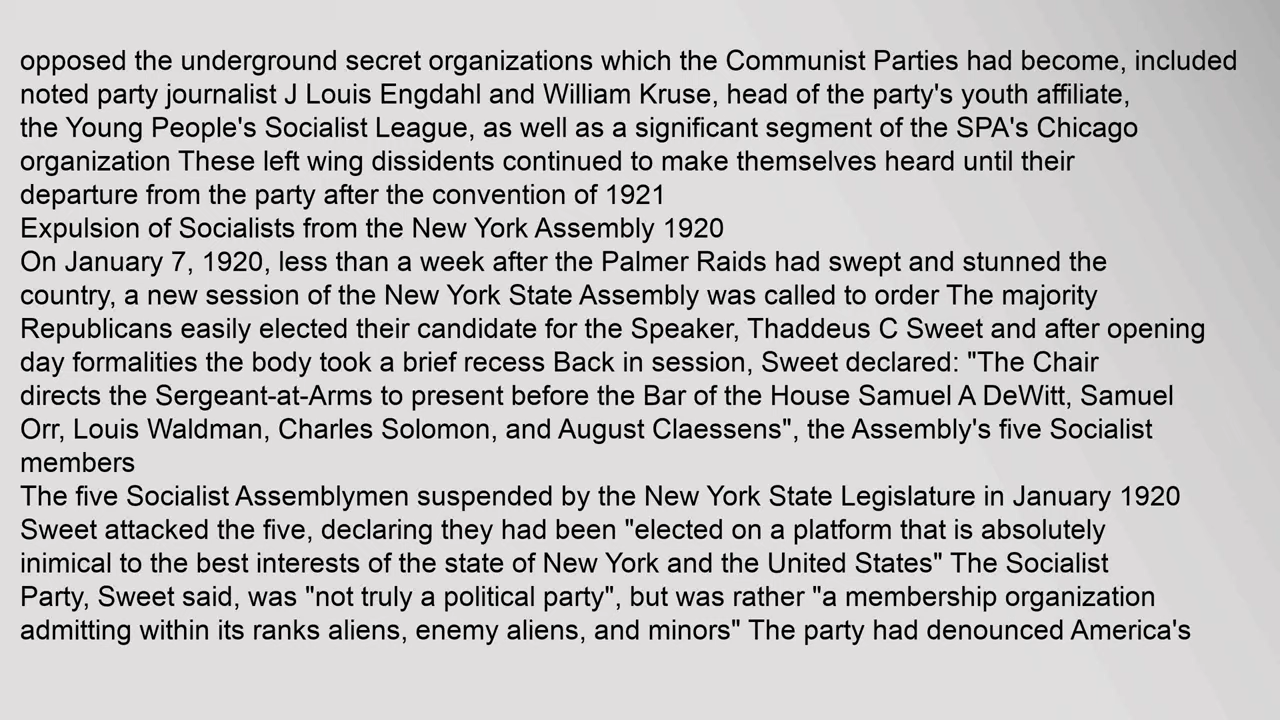 opposed the underground secret organizations which the Communist Parties had become, included
noted party journalist J Louis Engdahl and William Kruse, head of the party's youth affiliate,
the Young People's Socialist League, as well as a significant segment of the SPA's Chicago
organization These left wing dissidents continued to make themselves heard until their
departure from the party after the convention of 1921
Expulsion of Socialists from the New York Assembly 1920
On January 7, 1920, less than a week after the Palmer Raids had swept and stunned the
country, a new session of the New York State Assembly was called to order The majority
Republicans easily elected their candidate for the Speaker, Thaddeus C Sweet and after opening
day formalities the body took a brief recess Back in session, Sweet declared: "The Chair
directs the Sergeant-at-Arms to present before the Bar of the House Samuel A DeWitt, Samuel
Orr, Louis Waldman, Charles Solomon, and August Claessens", the Assembly's five Socialist
members
The five Socialist Assemblymen suspended by the New York State Legislature in January 1920
Sweet attacked the five, declaring they had been "elected on a platform that is absolutely
inimical to the best interests of the state of New York and the United States" The Socialist
Party, Sweet said, was "not truly a political party", but was rather "a membership organization
admitting within its ranks aliens, enemy aliens, and minors" The party had denounced America's